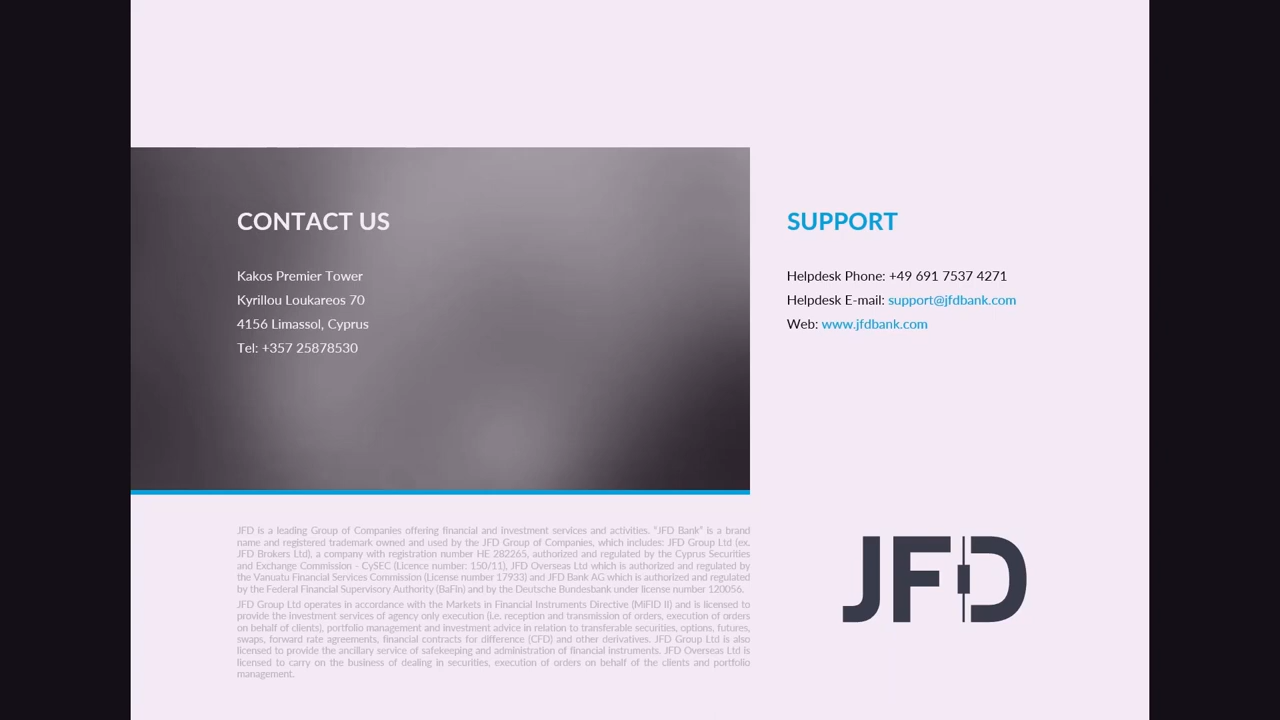 CONTACT US
Kakos Premier Tower
Kyrillou Loukareos 70
4156 Limassol, Cyprus
Tel: +357 25878530
SUPPORT
Helpdesk Phone: +49 691 7537 4271
Helpdesk E-mail: support@jfdbank.com
Web: www.jfdbank.com
JFD is a leading Group of Companies offering financial and investment services and activities. “JFD Bank” is a brand
name and registered trademark owned and used by the JFD Group of Companies, which includes: JFD Group Ltd (ex.
JFD Brokers Ltd), a company with registration number HE 282265, authorized and regulated by the Cyprus Securities
and Exchange Commission - CySEC (Licence number: 150/11), JFD Overseas Ltd which is authorized and regulated by
the Vanuatu Financial Services Commission (License number 17933) and JFD Bank AG which is authorized and regulated
by the Federal Financial Supervisory Authority (BaFin) and by the Deutsche Bundesbank under license number 120056.
JFD Group Ltd operates in accordance with the Markets in Financial Instruments Directive (MiFID II) and is licensed to
provide the investment services of agency only execution (i.e. reception and transmission of orders, execution of orders
on behalf of clients), portfolio management and investment advice in relation to transferable securities, options, futures,
swaps, forward rate agreements, financial contracts for difference (CFD) and other derivatives. JFD Group Ltd is also
licensed to provide the ancillary service of safekeeping and administration of financial instruments. JFD Overseas Ltd is
licensed to carry on the business of dealing in securities, execution of orders on behalf of the clients and portfolio
management.
JFD